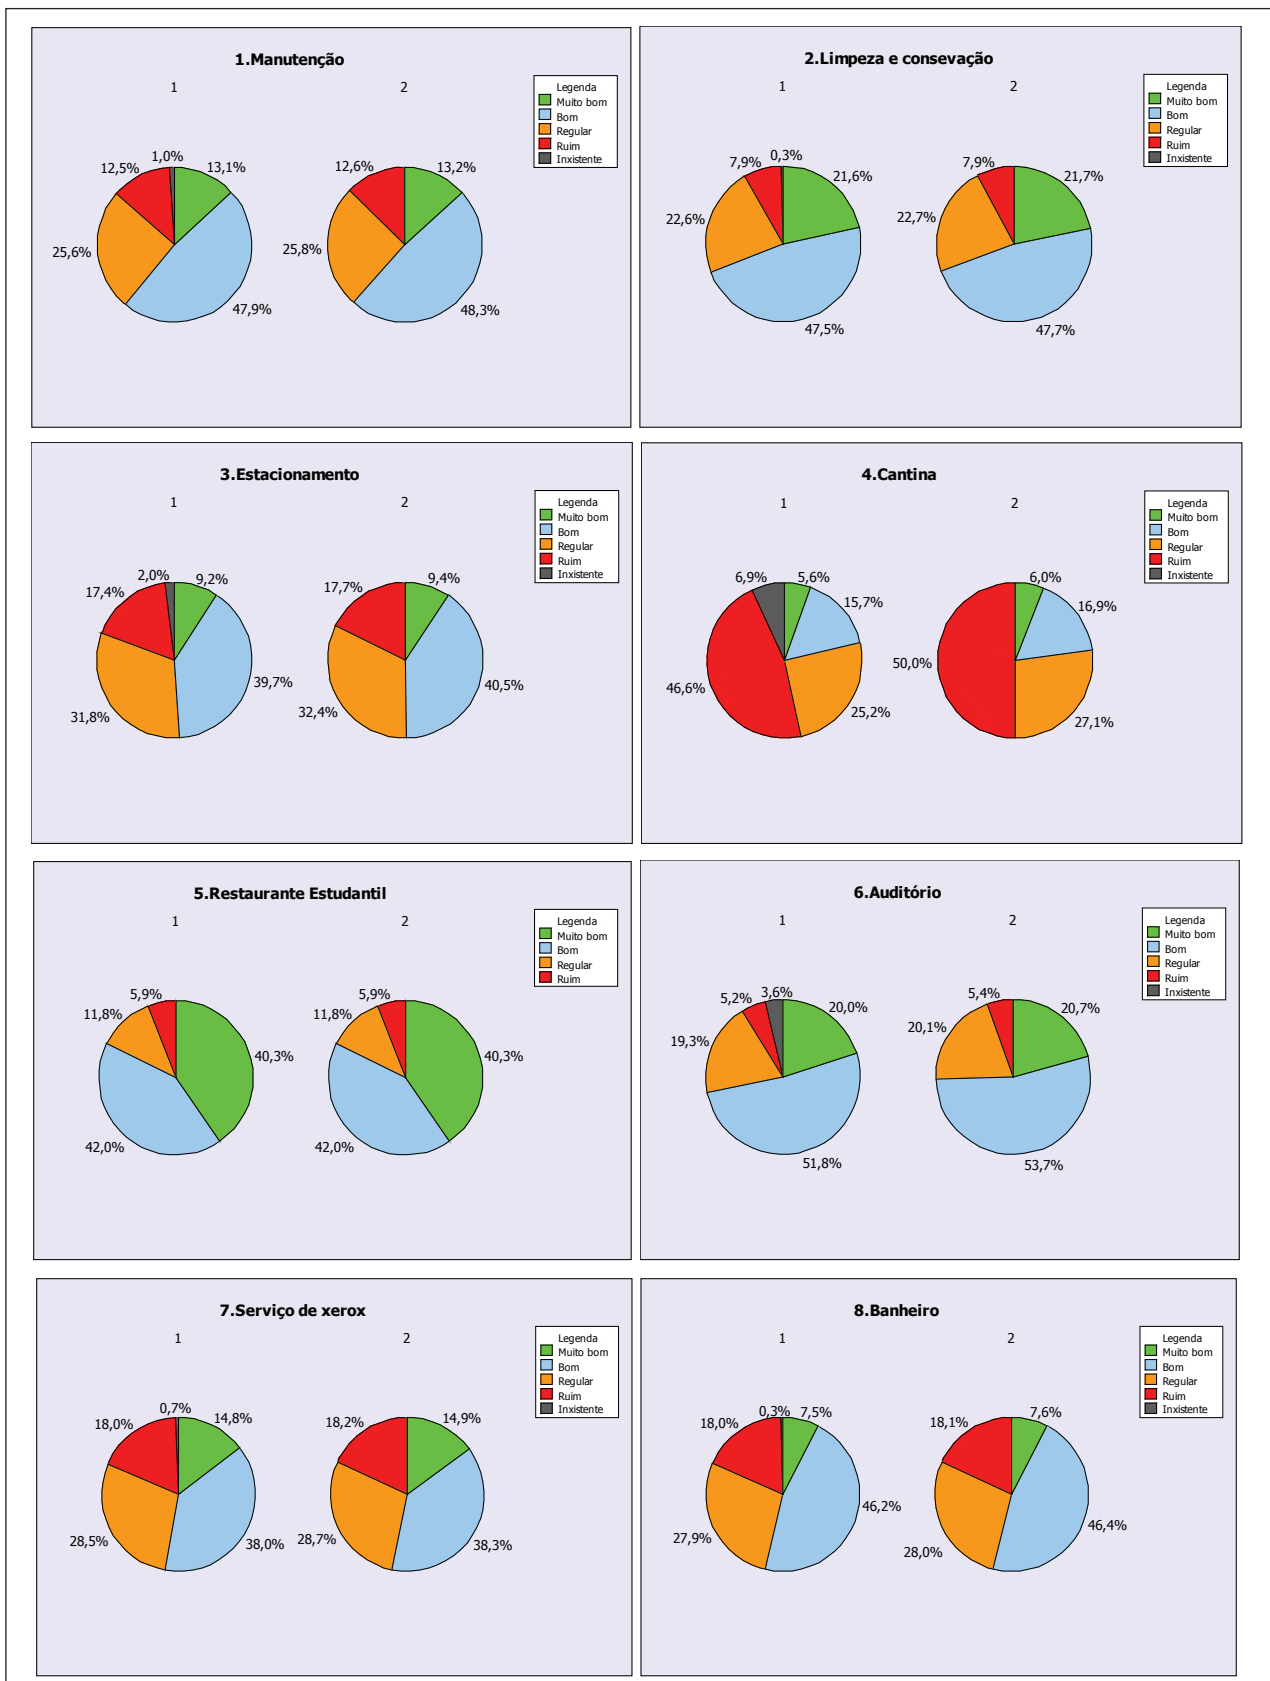 1.Manutenção
1
2
Legenda
Muito bom
Bom
Regular
Ruim
Inxistente
12,5%
1,0%
13,1%
25,6%
47,9%
12,6%
13,2%
25,8%
48,3%
2.Limpeza e consevação
1
2
Legenda
Muito bom
Bom
Regular
Ruim
Inxistente
7,9%
0,3%
21,6%
22,6%
47,5%
7,9%
21,7%
22,7%
47,7%
3.Estacionamento
1
2
Legenda
Muito bom
Bom
Regular
Ruim
Inxistente
17,4%
2,0%
9,2%
39,7%
31,8%
17,7%
9,4%
40,5%
32,4%
4.Cantina
1
2
Legenda
Muito bom
Bom
Regular
Ruim
Inxistente
6,9%
5,6%
15,7%
46,6%
25,2%
6,0%
16,9%
50,0%
27,1%
5.Restaurante Estudantil
1
2
Legenda
Muito bom
Bom
Regular
Ruim
5,9%
11,8%
40,3%
42,0%
5,9%
11,8%
40,3%
42,0%
6.Auditório
1
2
Legenda
Muito bom
Bom
Regular
Ruim
Inxistente
5,2%
3,6%
20,0%
19,3%
51,8%
5,4%
20,7%
20,1%
53,7%
7.Serviço de xerox
1
2
Legenda
Muito bom
Bom
Regular
Ruim
Inxistente
18,0%
0,7%
14,8%
28,5%
38,0%
18,2%
14,9%
28,7%
38,3%
8.Banheiro
1
2
Legenda
Muito bom
Bom
Regular
Ruim
Inxistente
18,0%
0,3%
7,5%
46,2%
27,9%
18,1%
7,6%
46,4%
28,0%